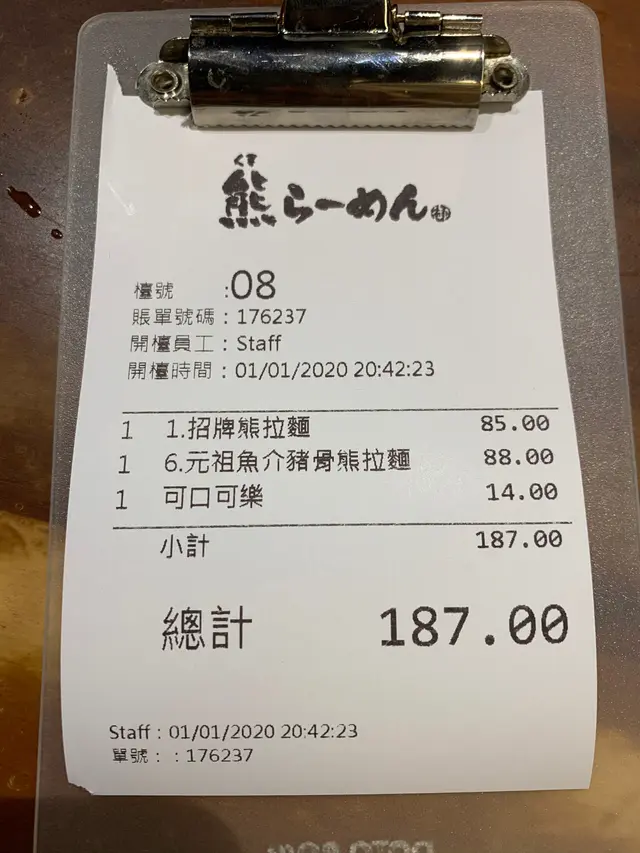 くま
熊らーめん
檯號 :08
賬單號碼：176237
開檯員工：Staff
開檯時間：01/01/2020 20:42:23
1 1.招牌熊拉麵 85.00
1 6.元祖魚介豬骨熊拉麵 88.00
1 可口可樂 14.00
小計 187.00
總計 187.00
Staff : 01/01/2020 20:42:23
單號：：176237